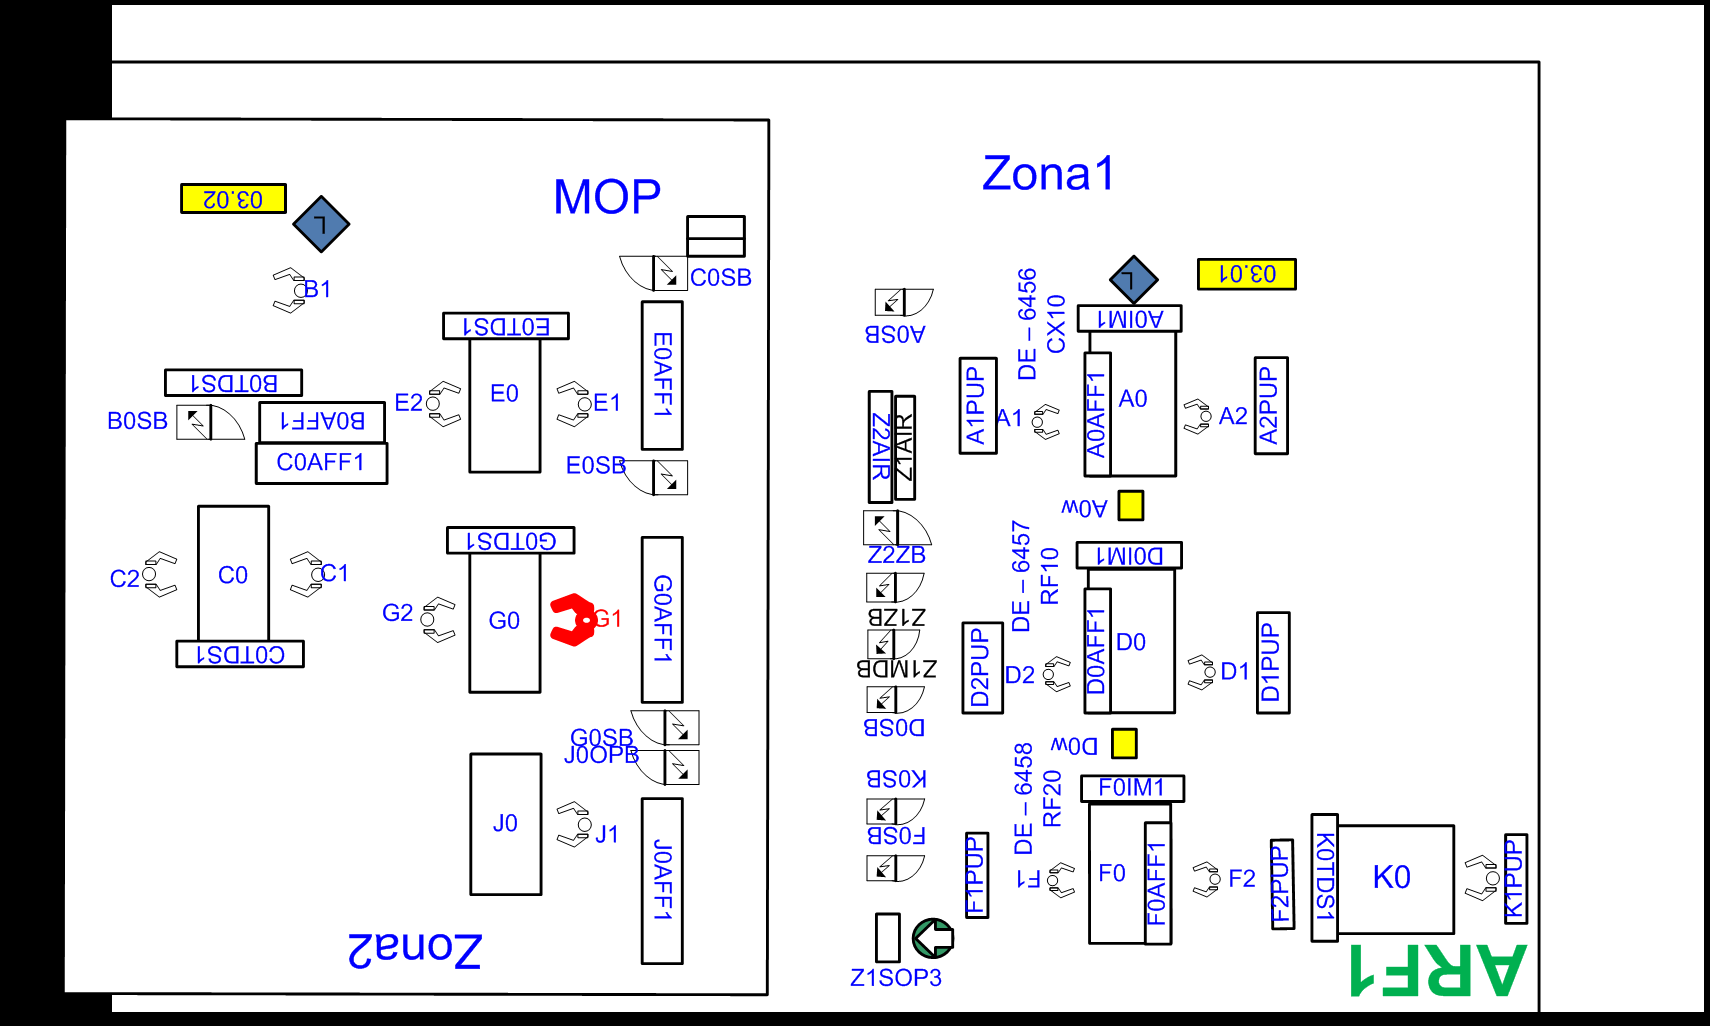 Zona1
MOP
03.02
L
B1
C0SB
E0TDS1
E0AFF1
B0TDS1
B0SB
B0AFF1
C0AFF1
E2
E0
E1
E0SB
C2
C0
C1
C0TDS1
G0TDS1
G2
G0
G1
G0AFF1
G0SB
J0OPB
J0
J1
J0AFF1
Zona2
A0SB
DE – 6456
CX10
L
03.01
A0IM1
A1PUP
A1
A0AFF1
A0
A2
A2PUP
Z2AIR
Z1AIR
A0w
Z2ZB
Z1ZB
Z1MDB
D0SB
DE – 6457
RF10
D0IM1
D2PUP
D2
D0AFF1
D0
D1
D1PUP
D0w
K0SB
F0SB
DE – 6458
RF20
F0IM1
F1PUP
F1
F0
F0AFF1
F2
F2PUP
K0TDS1
K0
K1PUP
Z1SOP3
ARF1